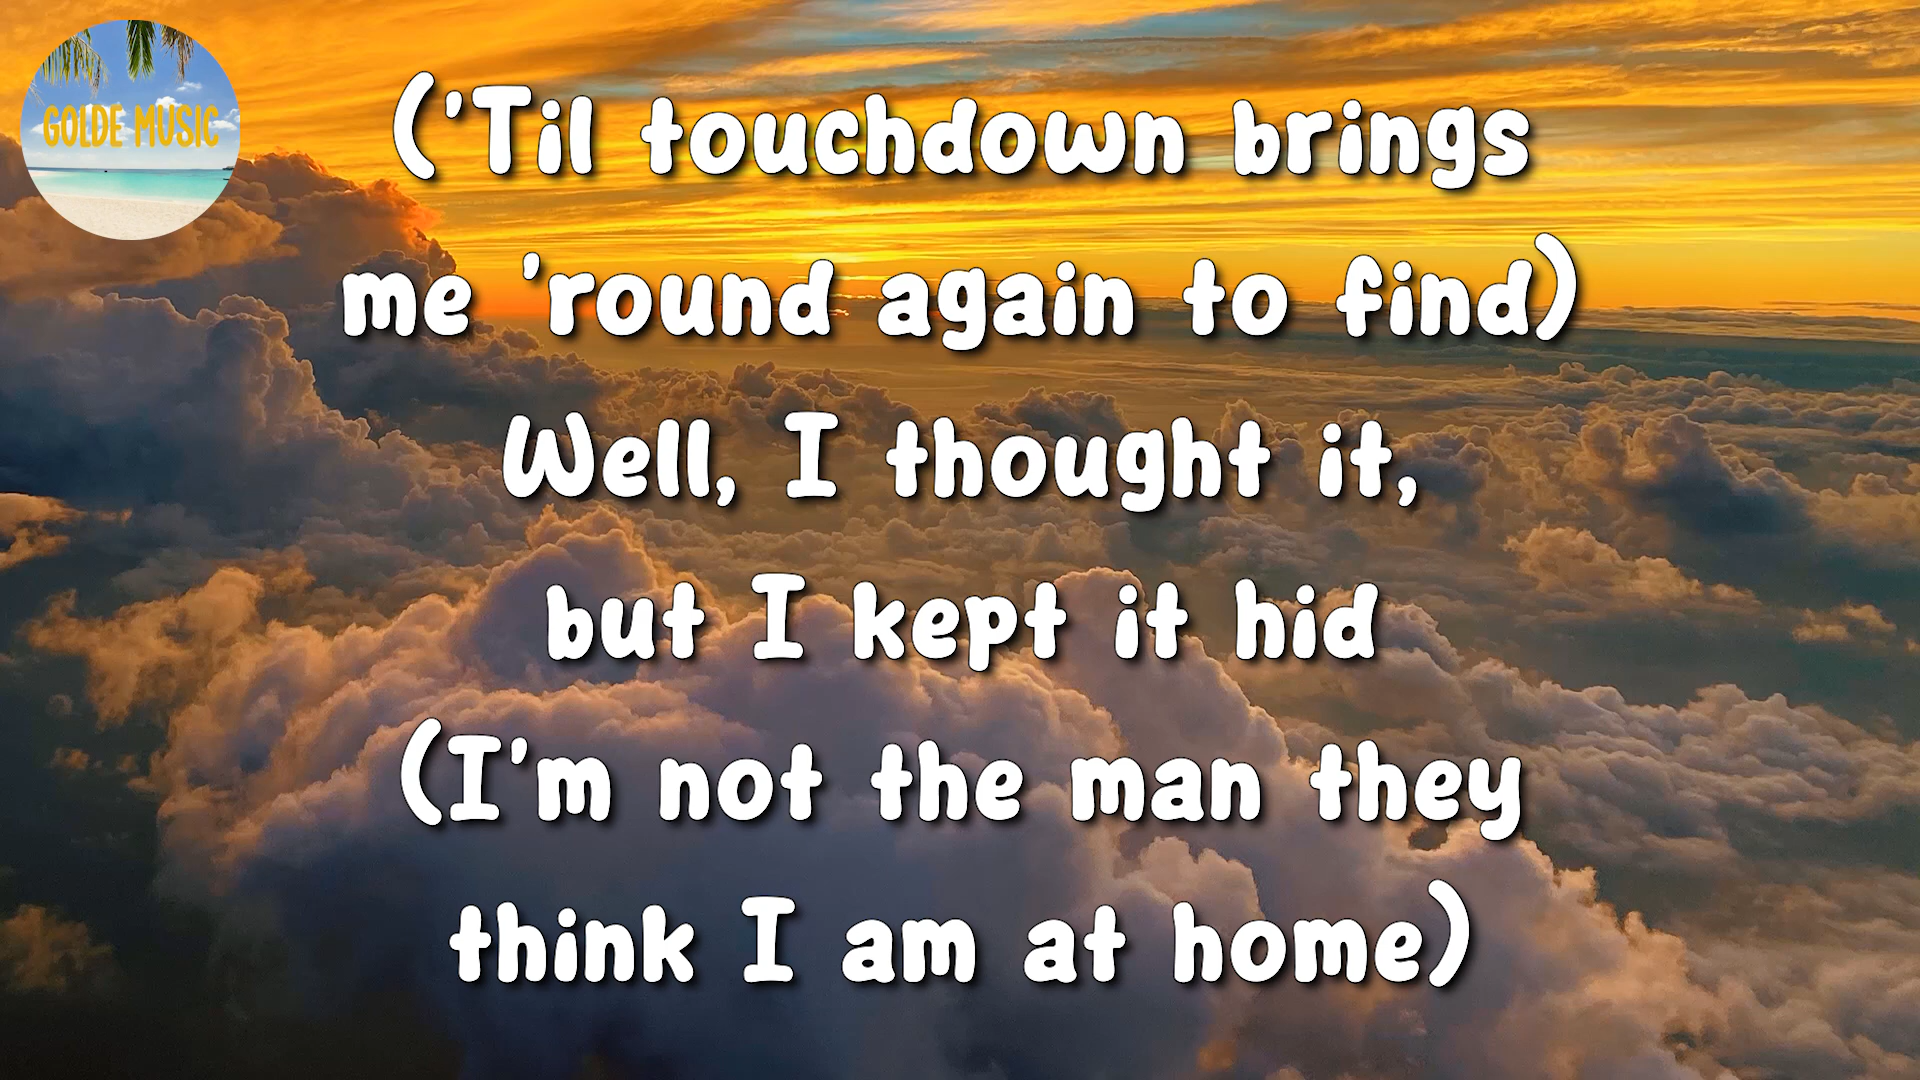 GOLDE MUSIC
('Til touchdown brings
me 'round again to find)
Well, I thought it,
but I kept it hid
(I'm not the man they
think I am at home)